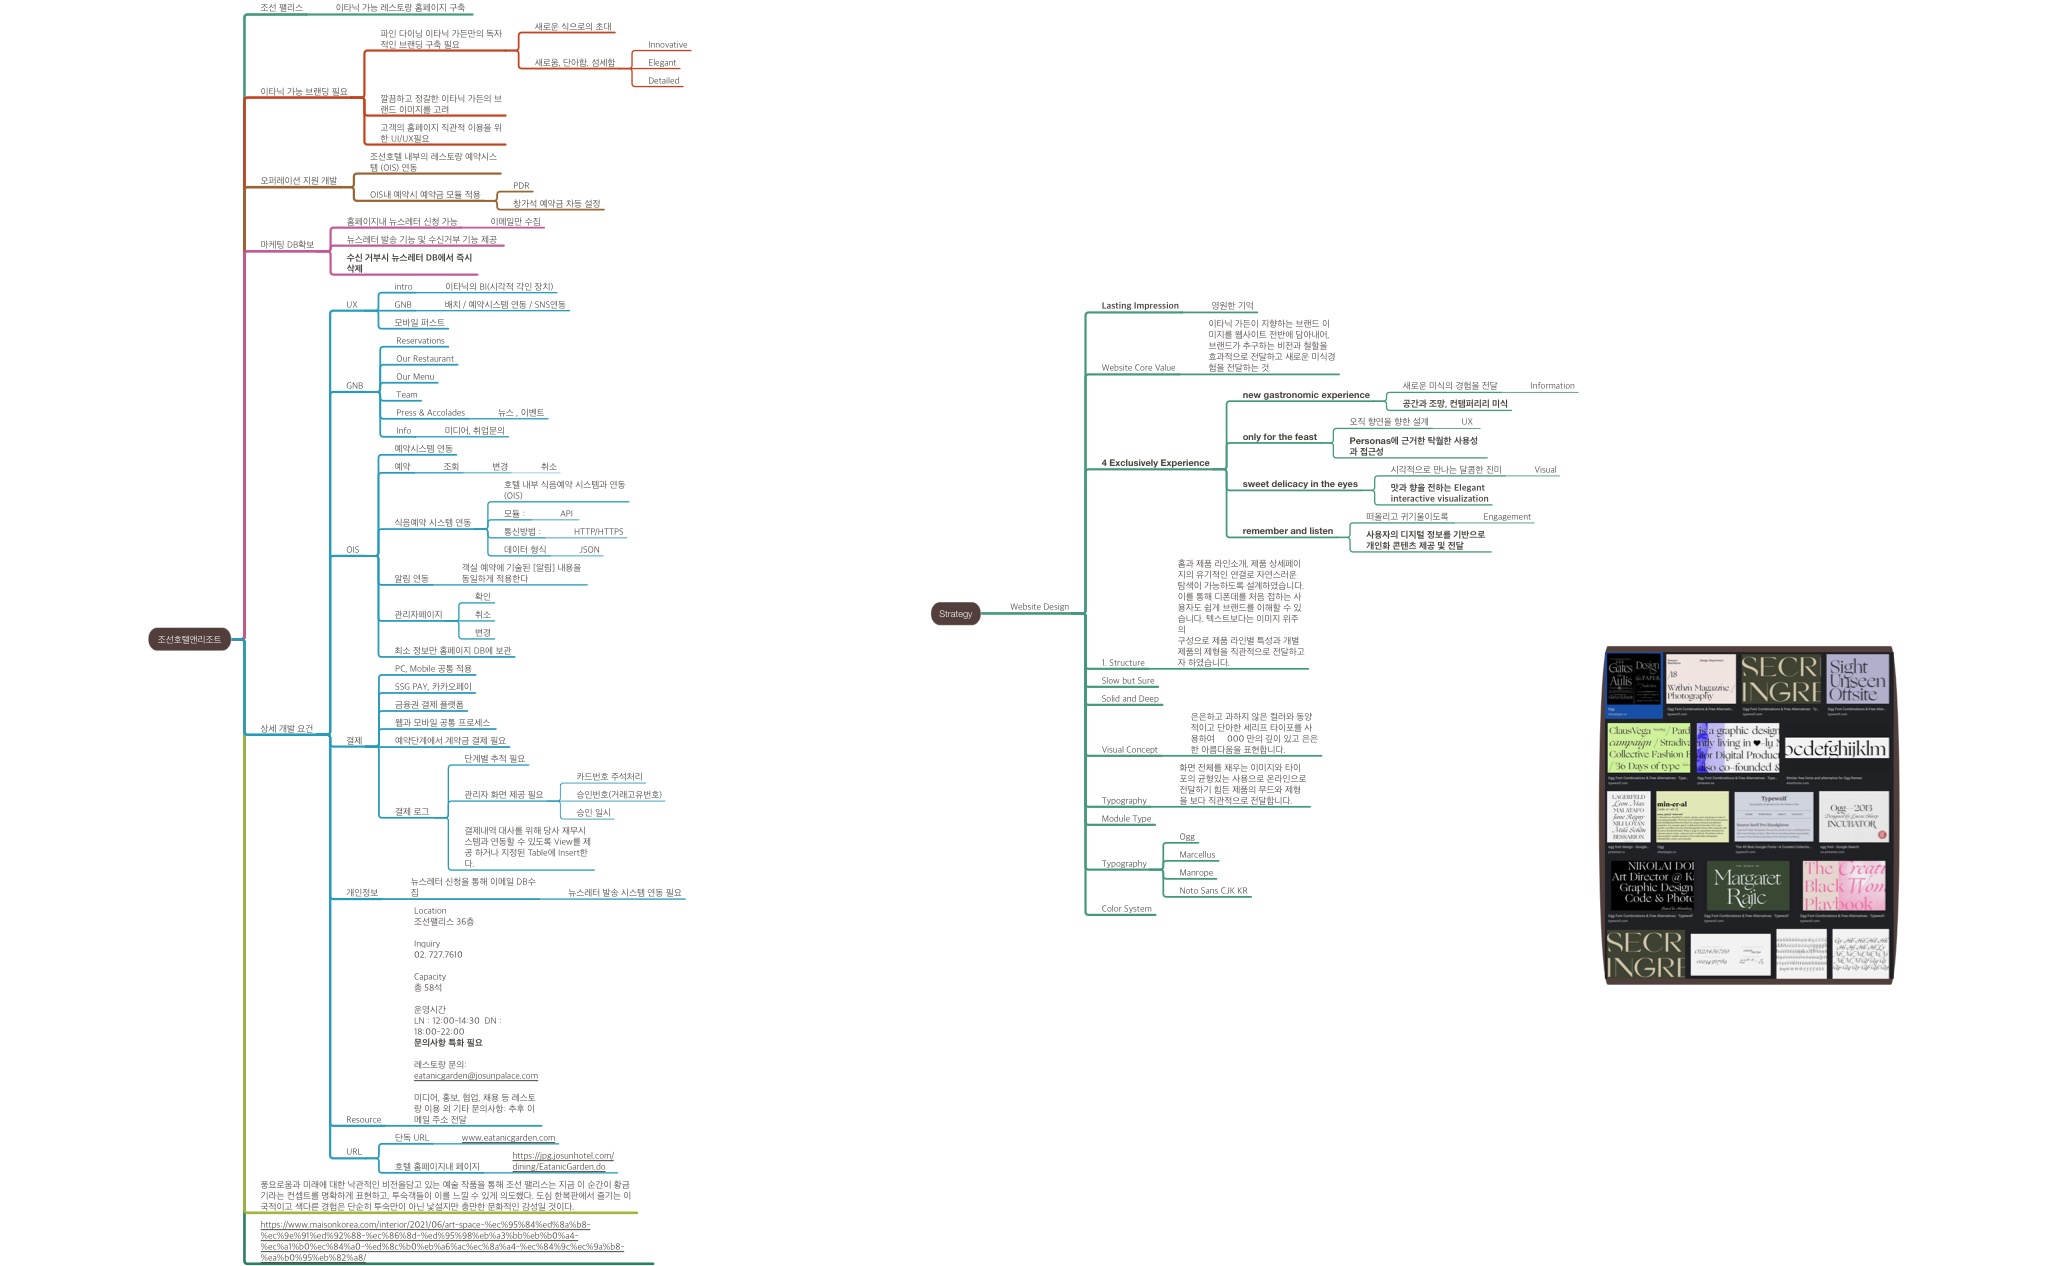 조선 팰리스
이타닉 가능 레스토랑 홈페이지 구축
이타닉 가능 브랜딩 필요
파인 다이닝 이타닉 가든만의 독자
적인 브랜딩 구축 필요
새로운 식으로의 초대
새로움, 단아함, 섬세함
Innovative
Elegant
Detailed
깔끔하고 정갈한 이타닉 가든의 브
랜드 이미지를 고려
고객의 홈페이지 직관적 이용을 위
한 UI/UX필요
오퍼레이션 지원 개발
조선호텔 내부의 레스토랑 예약시스
템 (OIS) 연동
OIS내 예약시 예약금 모듈 적용
PDR
창가석 예약금 차등 설정
마케팅 DB확보
홈페이지내 뉴스레터 신청 가능
이메일만 수집
뉴스레터 발송 기능 및 수신거부 기능 제공
수신 거부시 뉴스레터 DB에서 즉시
삭제
조선호텔앤리조트
상세 개발 요건
UX
intro
이타닉의 BI(시각적 각인 장치)
GNB
배치 / 예약시스템 연동 / SNS연동
모바일 퍼스트
GNB
Reservations
Our Restaurant
Our Menu
Team
Press & Accolades
뉴스 , 이벤트
Info
미디어, 취업문의
OIS
예약시스템 연동
예약
조회
변경
취소
식음예약 시스템 연동
호텔 내부 식음예약 시스템과 연동
(OIS)
모듈 :
API
통신방법 :
HTTP/HTTPS
데이터 형식
JSON
알림 연동
객실 예약에 기술된 [알림] 내용을
동일하게 적용한다
관리자페이지
확인
취소
변경
최소 정보만 홈페이지 DB에 보관
결제
PC, Mobile 공통 적용
SSG PAY, 카카오페이
금융권 결제 플랫폼
웹과 모바일 공통 프로세스
예약단계에서 계약금 결제 필요
결제 로그
단계별 추적 필요
관리자 화면 제공 필요
카드번호 주석처리
승인번호(거래고유번호)
승인 일시
결제내역 대사를 위해 당사 재무시
스템과 연동할 수 있도록 View를 제
공 하거나 지정된 Table에 Insert한
다.
개인정보
뉴스레터 신청을 통해 이메일 DB수
집
뉴스레터 발송 시스템 연동 필요
Resource
Location
조선팰리스 36층
Inquiry
02. 727.7610
Capacity
총 58석
운영시간
LN : 12:00-14:30  DN :
18:00-22:00
문의사항 특화 필요
레스토랑 문의:
eatanicgarden@josunpalace.com
미디어, 홍보, 협업, 채용 등 레스토
랑 이용 외 기타 문의사항: 추후 이
메일 주소 전달
URL
단독 URL
www.eatanicgarden.com
호텔 홈페이지내 페이지
https://jpg.josunhotel.com/
dining/EatanicGarden.do
풍요로움과 미래에 대한 낙관적인 비전을담고 있는 예술 작품을 통해 조선 팰리스는 지금 이 순간이 황금
기라는 컨셉트를 명확하게 표현하고, 투숙객들이 이를 느낄 수 있게 의도했다. 도심 한복판에서 즐기는 이
국적이고 색다른 경험은 단순히 투숙만이 아닌 낯설지만 충만한 문화적인 감성일 것이다.
https://www.maisonkorea.com/interior/2021/06/art-space-%ec%95%84%ed%8a%b8-
%ec%9e%91%ed%92%88-%ec%86%8d-%ed%95%98%eb%a3%bb%eb%b0%a4-
%ec%a1%b0%ec%84%a0-%ed%8c%b0%eb%a6%ac%ec%8a%a4-%ec%84%9c%ec%9a%b8-
%ea%b0%95%eb%82%a8/
Strategy
Website Design
Lasting Impression
영원한 기억
Website Core Value
이타닉 가든이 지향하는 브랜드 이
미지를 웹사이트 전반에 담아내어,
브랜드가 추구하는 비전과 철할을
효과적으로 전달하고 새로운 미식경
험을 전달하는 것
4 Exclusively Experience
new gastronomic experience
새로운 미식의 경험을 전달
Information
공간과 조망, 컨템퍼리리 미식
only for the feast
오직 향연을 향한 설계
UX
Personas에 근거한 탁월한 사용성
과 접근성
sweet delicacy in the eyes
시각적으로 만나는 달콤한 진미
Visual
맛과 향을 전하는 Elegant
interactive visualization
remember and listen
떠올리고 귀기울이도록
Engagement
사용자의 디지털 정보를 기반으로
개인화 콘텐츠 제공 및 전달
1. Structure
홈과 제품 라인소개, 제품 상세페이
지의 유기적인 연결로 자연스러운
탐색이 가능하도록 설계하였습니다.
이를 통해 디폰데를 처음 접하는 사
용자도 쉽게 브랜드를 이해할 수 있
습니다. 텍스트보다는 이미지 위주
의
구성으로 제품 라인별 특성과 개별
제품의 제형을 직관적으로 전달하고
자 하였습니다.
Slow but Sure
Solid and Deep
Visual Concept
은은하고 과하지 않은 컬러와 동양
적이고 단아한 세리프 타이포를 사
용하여     000 만의 깊이 있고 은은
한 아름다움을 표현합니다.
Typography
화면 전체를 채우는 이미지와 타이
포의 균형있는 사용으로 온라인으로
전달하기 힘든 제품의 무드와 제형
을 보다 직관적으로 전달합니다.
Module Type
Typography
Ogg
Marcellus
Manrope
Noto Sans CJK KR
Color System
Gates
Aulis
Design
PAPER
/18
Within Magazine /
Photography
SECR
INGRE
Sight
Unseen
Offsite
ClausVega
/ Pard
campaign / Stradiva
Collective Fashion F
/ 36 Days of type
is a graphic desig
ntly living in ♥-ly N
ior Digital Produc
lso co-founded &
bcdefghijklm
LAGERFELD
Leon Max
MALATAFO
Jane Rigny
NILI LOTAN
Milla Schön
BESSARION
min·er·al
Typewolf
Ogg—2013
INCUBATOR
NIKOLAI DOI
Art Director @ K
Graphic Design
Code & Photo
Margaret
Rajic
The Creati
Black Wom
Playbook
SECR
INGRE
0123456789